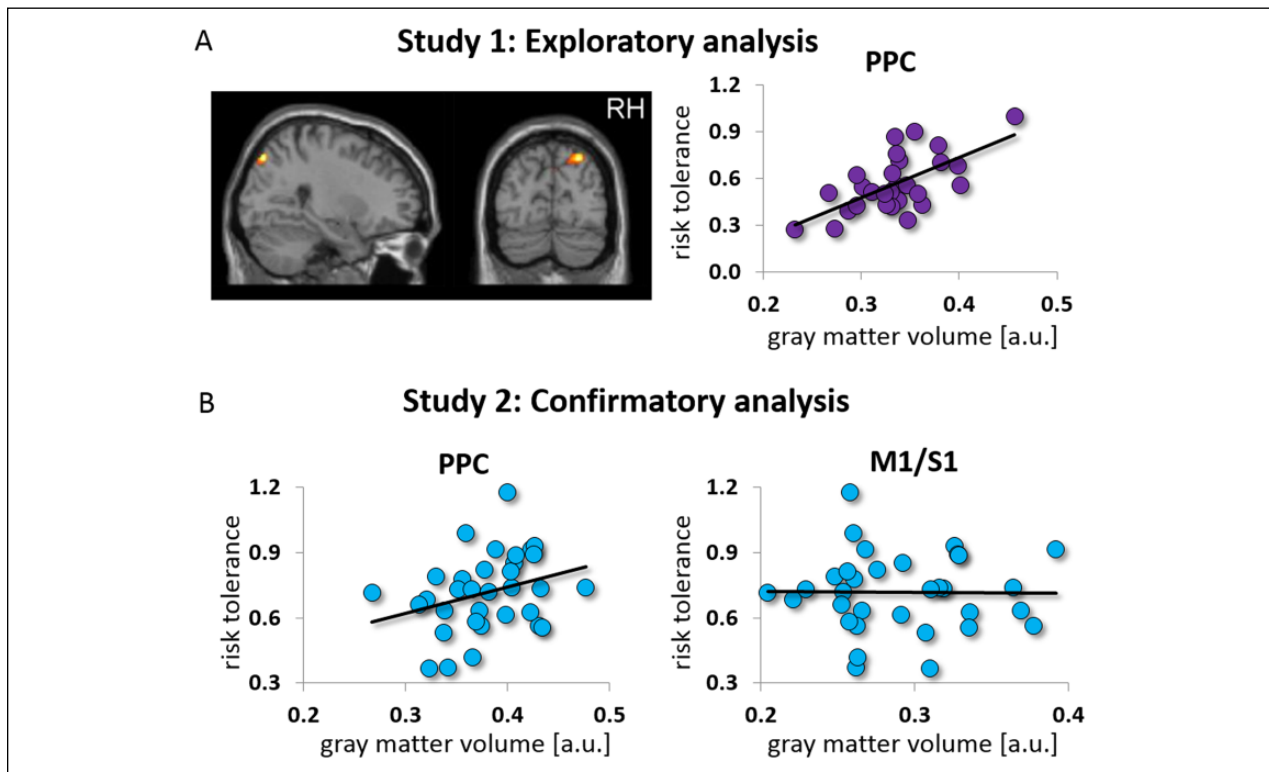 A
Study 1: Exploratory analysis
RH
PPC
risk tolerance
1.2
0.9
0.6
0.3
0.0
0.2 0.3 0.4 0.5
gray matter volume [a.u.]
B
Study 2: Confirmatory analysis
PPC
risk tolerance
1.2
0.9
0.6
0.3
0.2 0.3 0.4 0.5
gray matter volume [a.u.]
M1/S1
risk tolerance
1.2
0.9
0.6
0.3
0.2 0.3 0.4
gray matter volume [a.u.]